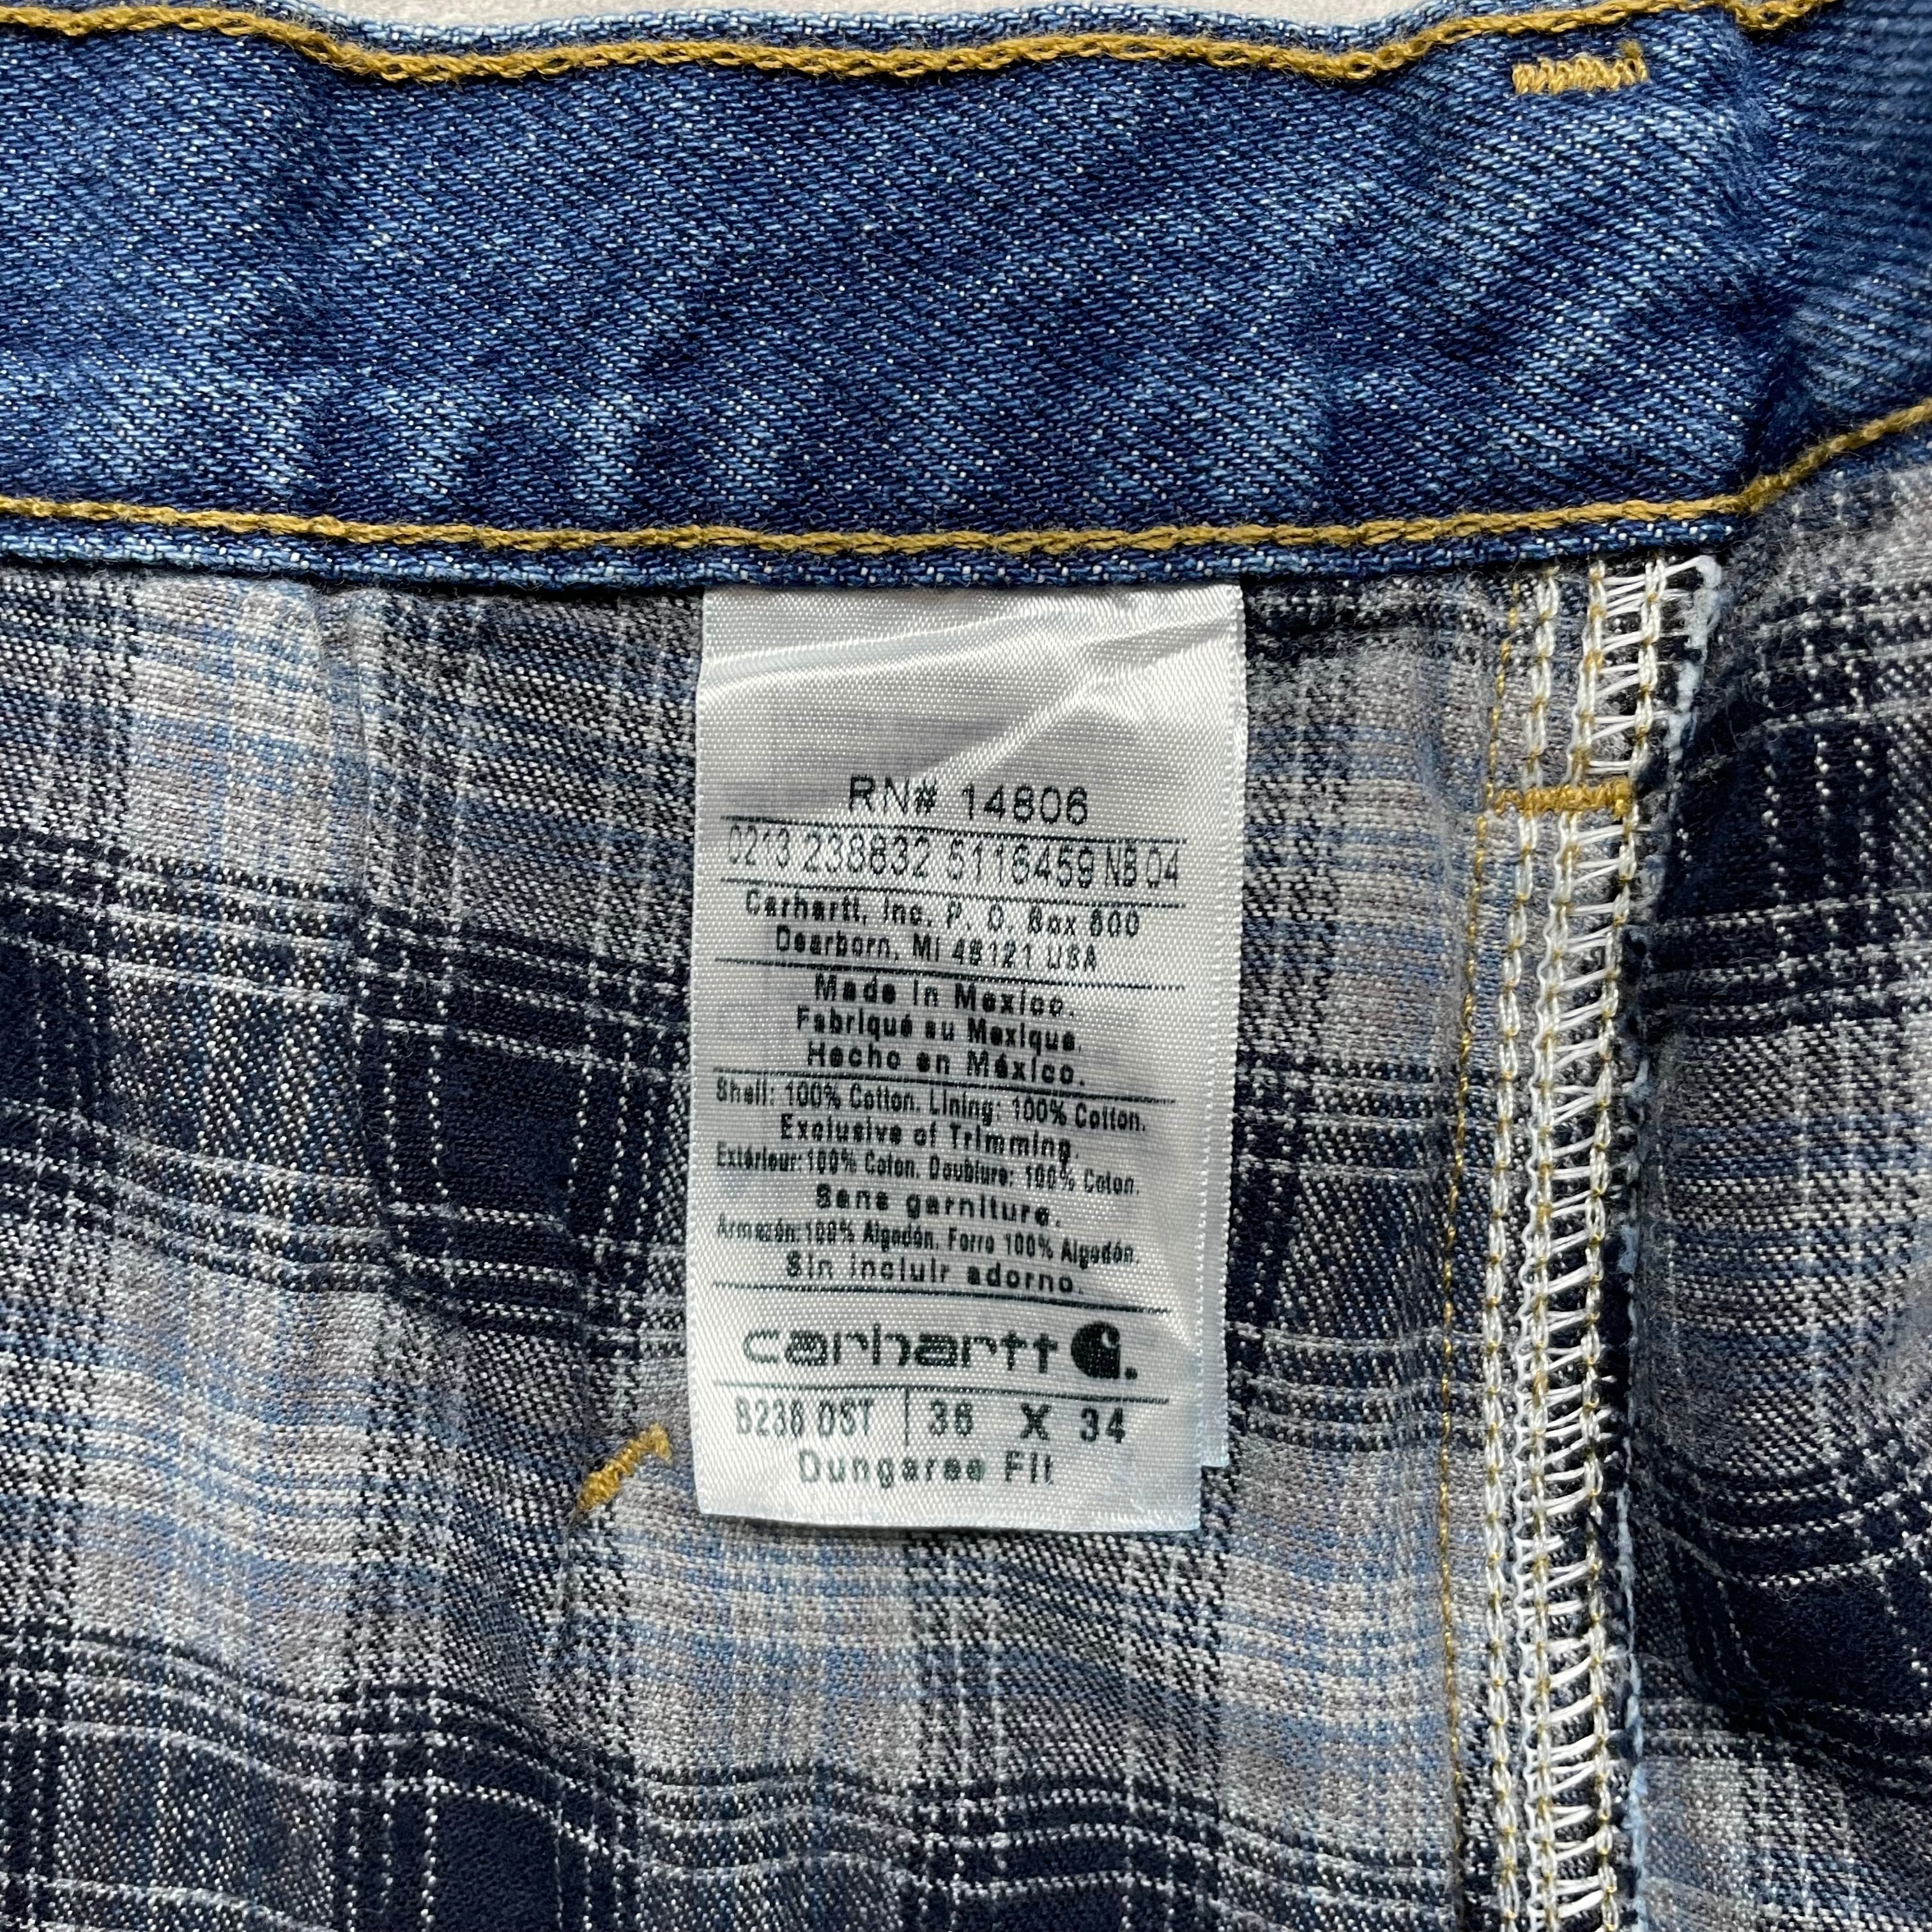 RN# 14806
0213 238832 5116459 NB 04
Carhartt, Inc. P. O. Box 600
Dearborn, MI 48121 USA
Made in Mexico.
Fabriqué au Mexique.
Hecho en México.
Shell: 100% Cotton. Lining: 100% Cotton.
Exclusive of Trimming.
Extérieur: 100% Coton. Doublure: 100% Coton.
Sans garniture.
Armazón: 100% Algodón. Forro 100% Algodón.
Sin incluir adorno.
carhartt
B238 DST 36 X 34
Dungaree Fit